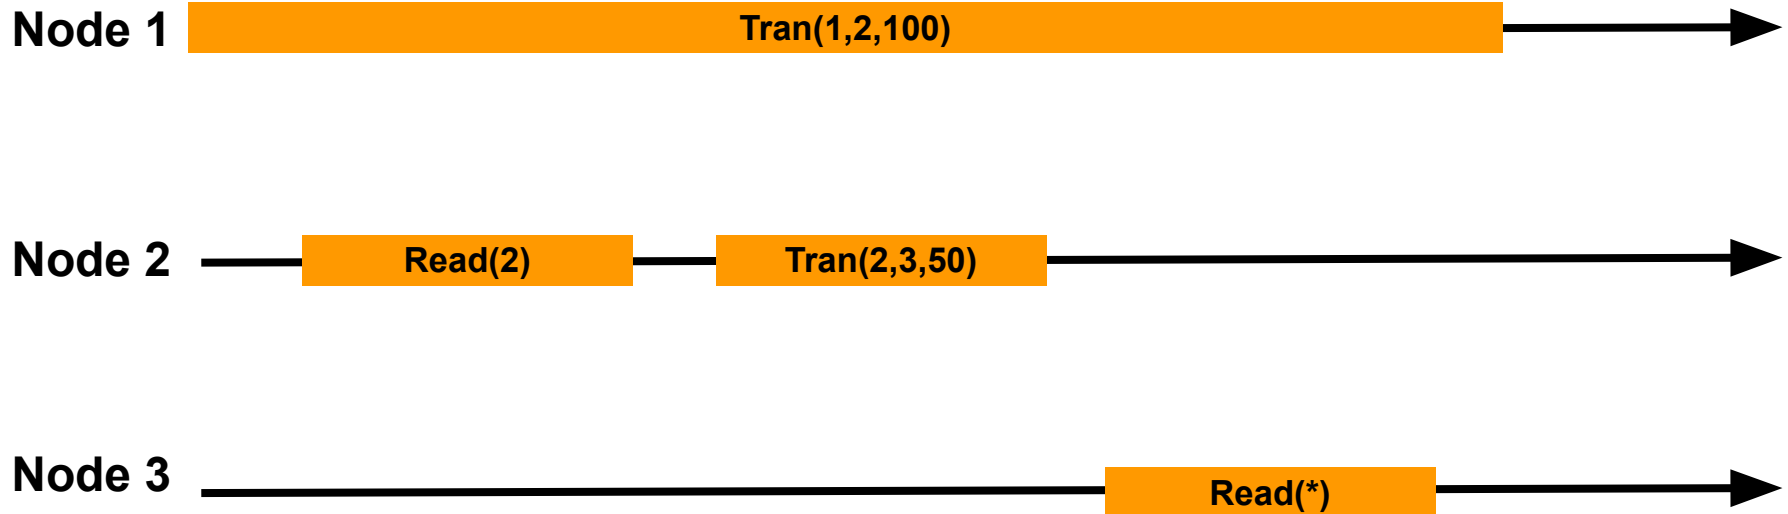 Node 1 Tran(1,2,100)
Node 2 Read(2) Tran(2,3,50)
Node 3 Read(*)